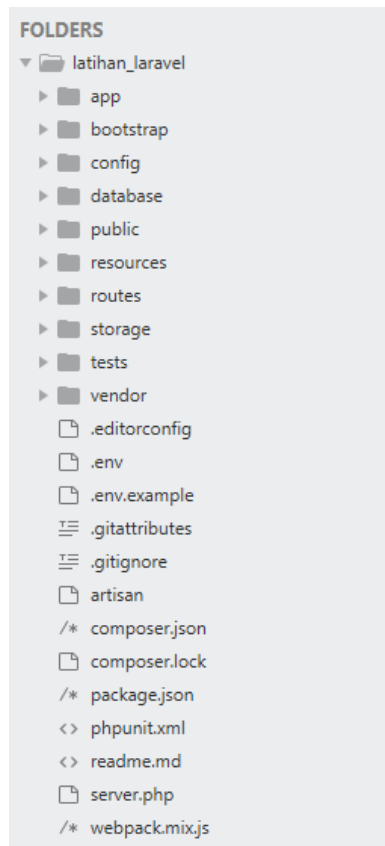 FOLDERS
latihan_laravel
app
bootstrap
config
database
public
resources
routes
storage
tests
vendor
.editorconfig
.env
.env.example
.gitattributes
.gitignore
artisan
/* composer.json
composer.lock
/* package.json
<> phpunit.xml
<> readme.md
server.php
/* webpack.mix.js